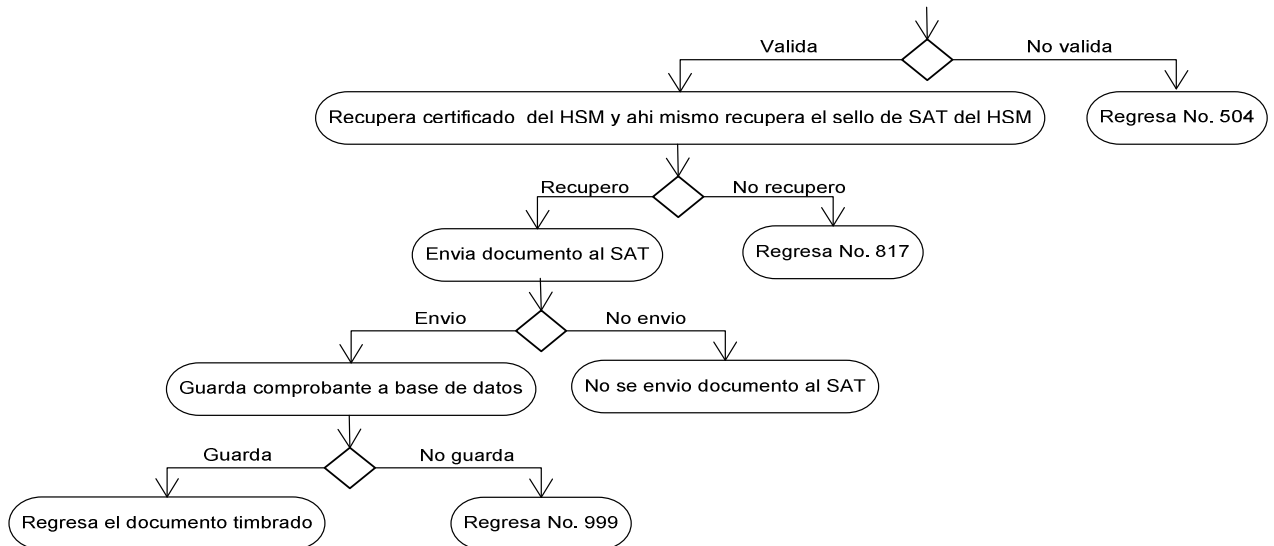 Valida
No valida
Recupera certificado del HSM y ahi mismo recupera el sello de SAT del HSM
Regresa No. 504
Recupero
No recupero
Envia documento al SAT
Regresa No. 817
Envio
No envio
Guarda comprobante a base de datos
No se envio documento al SAT
Guarda
No guarda
Regresa el documento timbrado
Regresa No. 999